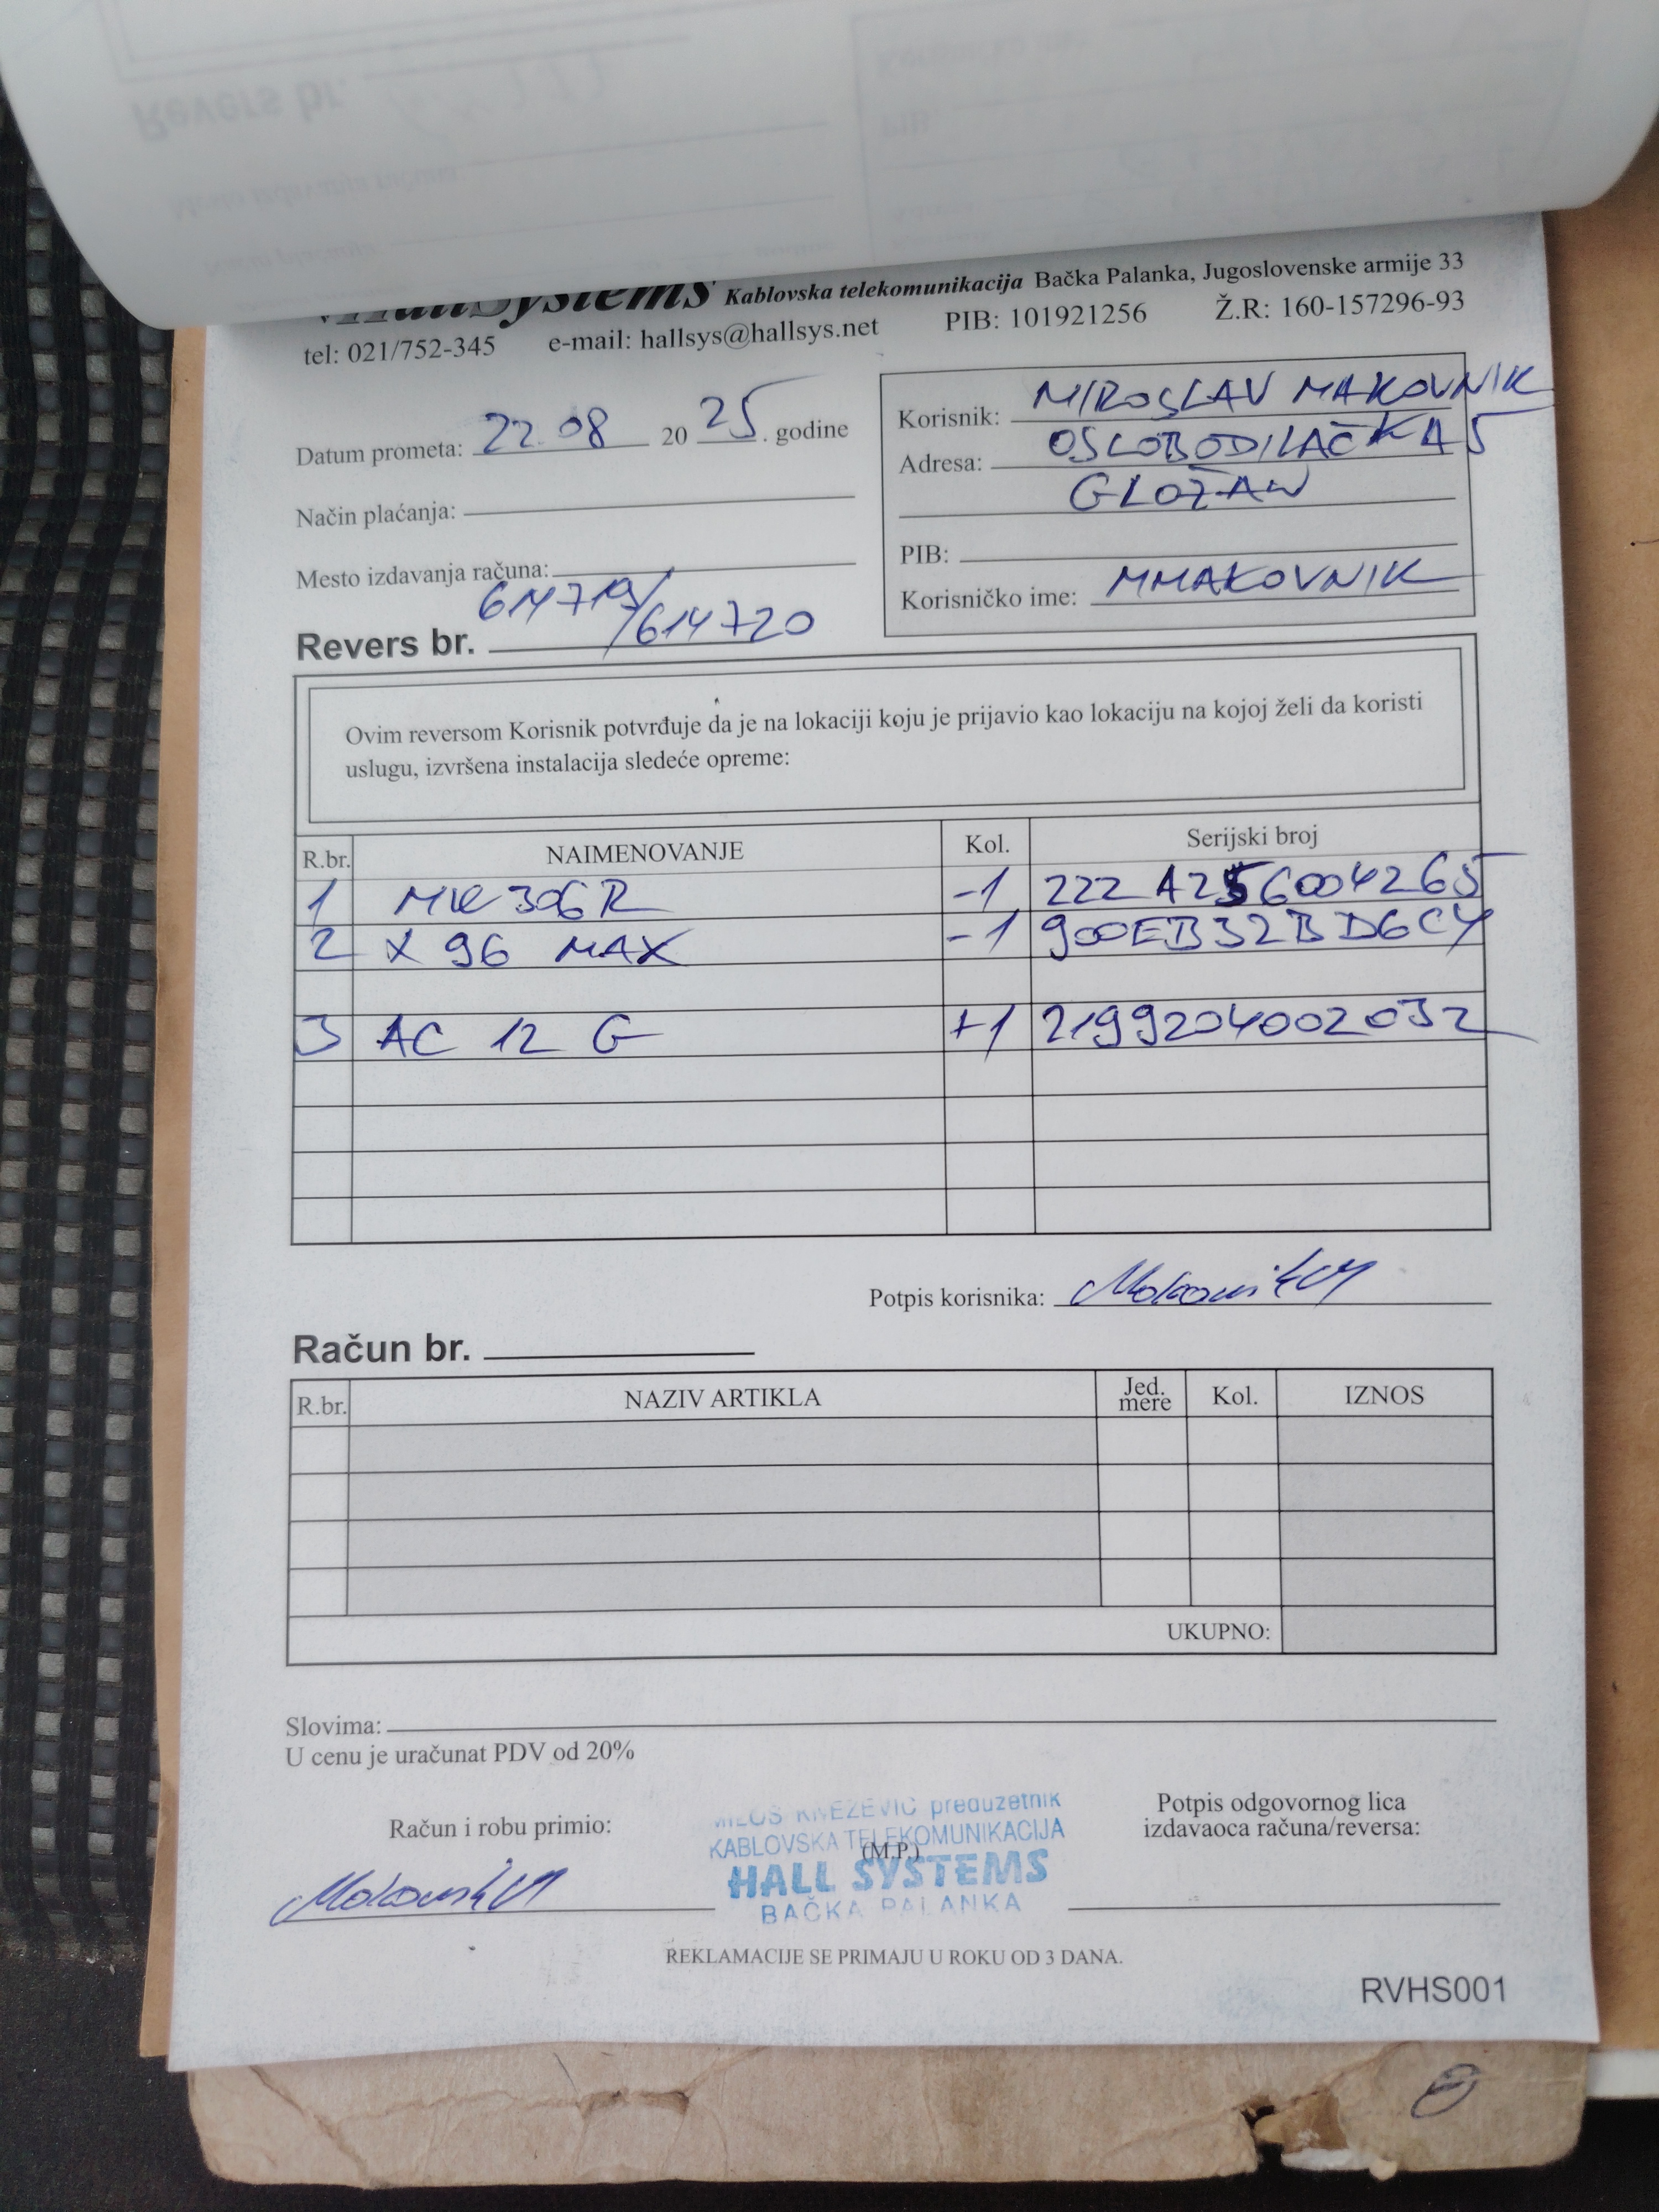 HallSystems Kablovska telekomunikacija Bačka Palanka, Jugoslovenske armije 33
tel: 021/752-345 e-mail: hallsys@hallsys.net PIB: 101921256 Ž.R: 160-157296-93
Datum prometa: 22.08 2025. godine
Način plaćanja:
Mesto izdavanja računa:
Revers br. 614719/614720
Korisnik: MIROSLAV MAKOVNIK
Adresa: OSLOBODILAČKA 5
GLOŽAN
PIB:
Korisničko ime: MMAKOVNIK
Ovim reversom Korisnik potvrđuje da je na lokaciji koju je prijavio kao lokaciju na kojoj želi da koristi
uslugu, izvršena instalacija sledeće opreme:
R.br. NAIMENOVANJE Kol. Serijski broj
1 MK306R -1 222A256004265
2 X 96 MAX -1 900EB32BD6C4
3 AC 12 G +1 2199204002032
Potpis korisnika:
Račun br.
R.br. NAZIV ARTIKLA Jed. mere Kol. IZNOS
UKUPNO:
Slovima:
U cenu je uračunat PDV od 20%
Račun i robu primio:
MILOŠ KNEŽEVIĆ preduzetnik
KABLOVSKA TELEKOMUNIKACIJA
(M.P.)
HALL SYSTEMS
BAČKA PALANKA
Potpis odgovornog lica
izdavaoca računa/reversa:
REKLAMACIJE SE PRIMAJU U ROKU OD 3 DANA.
RVHS001